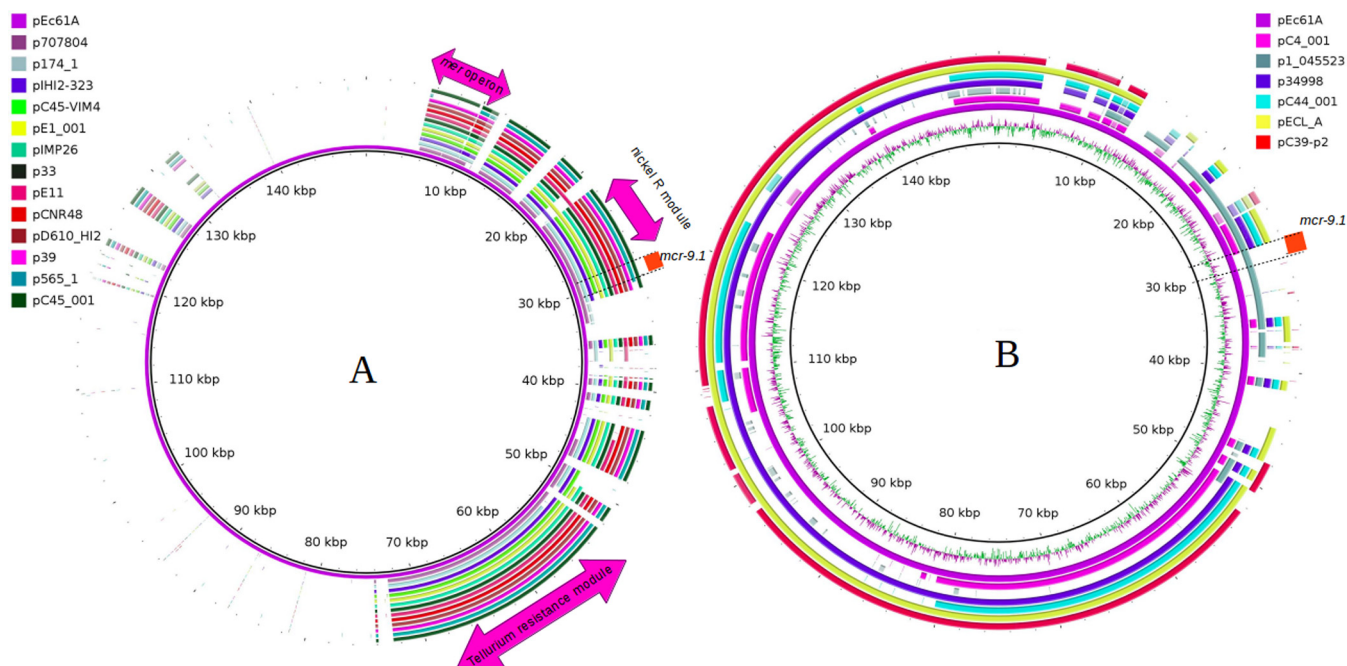 pEc61A
p707804
p174_1
pIHI2-323
pC45-VIM4
pE1_001
pIMP26
p33
pE11
pCNR48
pD610_HI2
p39
p565_1
pC45_001
mer operon
nickel R module
mcr-9.1
Tellurium resistance module
10 kbp
20 kbp
30 kbp
40 kbp
50 kbp
60 kbp
70 kbp
80 kbp
90 kbp
100 kbp
110 kbp
120 kbp
130 kbp
140 kbp
A
pEc61A
pC4_001
p1_045523
p34998
pC44_001
pECL_A
pC39-p2
mcr-9.1
10 kbp
20 kbp
30 kbp
40 kbp
50 kbp
60 kbp
70 kbp
80 kbp
90 kbp
100 kbp
110 kbp
120 kbp
130 kbp
140 kbp
B